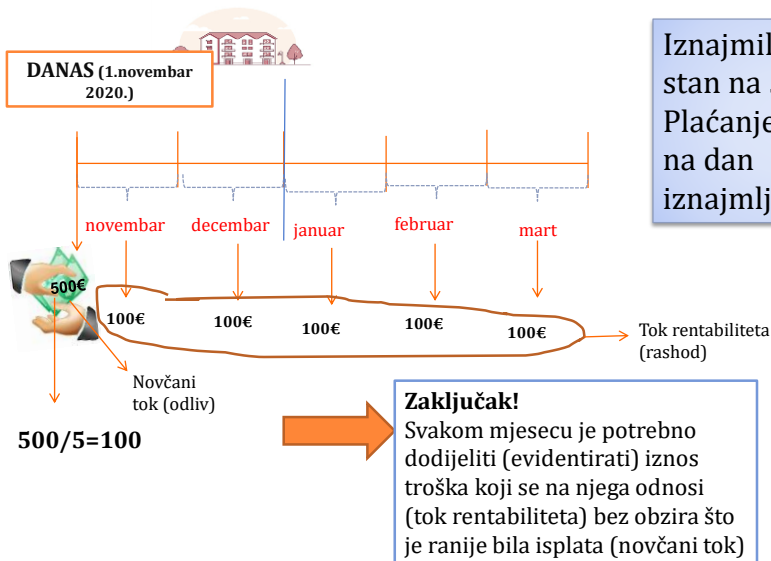 DANAS (1.novembar
2020.)
Iznajmil
stan na
Plaćanje
na dan
iznajmlj
novembar
decembar
januar
februar
mart
500€
100€
100€
100€
100€
100€
Tok rentabiliteta
(rashod)
Novčani
tok (odliv)
500/5=100
Zaključak!
Svakom mjesecu je potrebno
dodijeliti (evidentirati) iznos
troška koji se na njega odnosi
(tok rentabiliteta) bez obzira što
je ranije bila isplata (novčani tok)